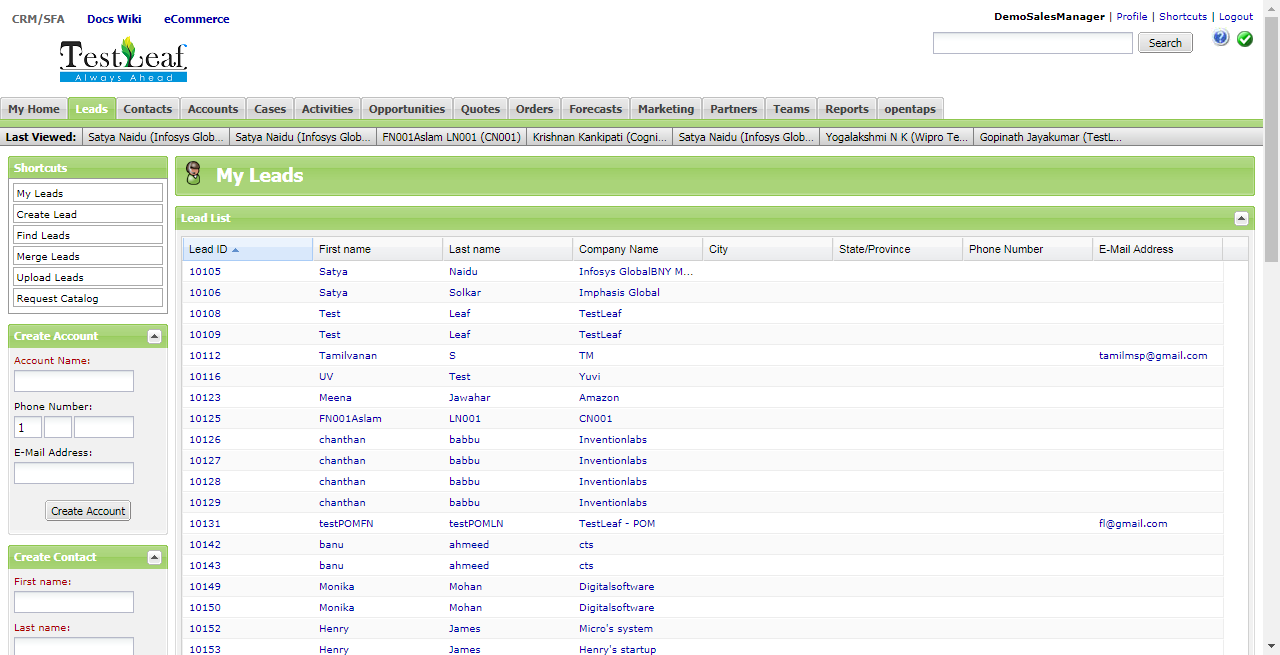 CRM/SFA Docs Wiki eCommerce
DemoSalesManager | Profile | Shortcuts | Logout
TestLeaf
Always Ahead
Search
My Home Leads Contacts Accounts Cases Activities Opportunities Quotes Orders Forecasts Marketing Partners Teams Reports opentaps
Last Viewed: Satya Naidu (Infosys Glob... Satya Naidu (Infosys Glob... FN001Aslam LN001 (CN001) Krishnan Kankipati (Cogni... Satya Naidu (Infosys Glob... Yogalakshmi N K (Wipro Te... Gopinath Jayakumar (TestL...
Shortcuts
My Leads
Create Lead
Find Leads
Merge Leads
Upload Leads
Request Catalog
Create Account
Account Name:
Phone Number:
1
E-Mail Address:
Create Account
Create Contact
First name:
Last name:
My Leads
Lead List
Lead ID First name Last name Company Name City State/Province Phone Number E-Mail Address
10105 Satya Naidu Infosys GlobalBNY M...
10106 Satya Solkar Imphasis Global
10108 Test Leaf TestLeaf
10109 Test Leaf TestLeaf
10112 Tamilvanan S TM tamilmsp@gmail.com
10116 UV Test Yuvi
10123 Meena Jawahar Amazon
10125 FN001Aslam LN001 CN001
10126 chanthan babbu Inventionlabs
10127 chanthan babbu Inventionlabs
10128 chanthan babbu Inventionlabs
10129 chanthan babbu Inventionlabs
10131 testPOMFN testPOMLN TestLeaf - POM fl@gmail.com
10142 banu ahmeed cts
10143 banu ahmeed cts
10149 Monika Mohan Digitalsoftware
10150 Monika Mohan Digitalsoftware
10152 Henry James Micro's system
10153 Henry James Henry's startup